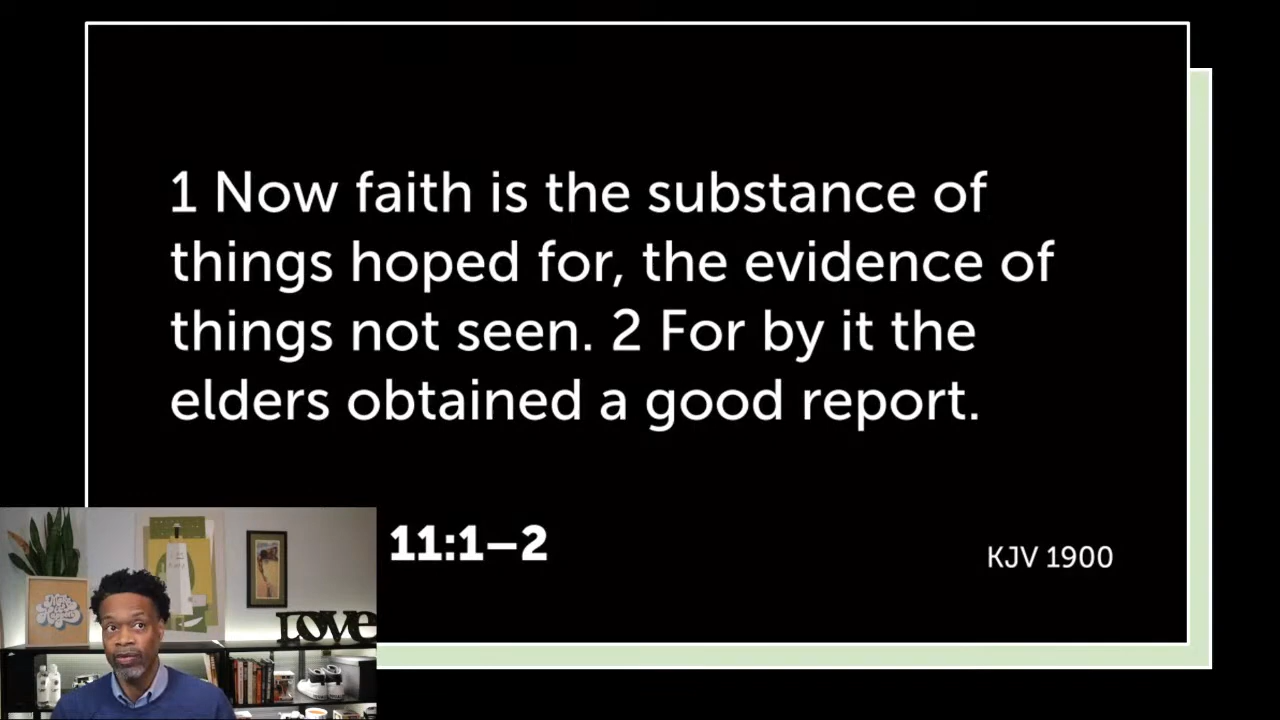 1 Now faith is the substance of
things hoped for, the evidence of
things not seen. 2 For by it the
elders obtained a good report.
11:1–2
KJV 1900
love